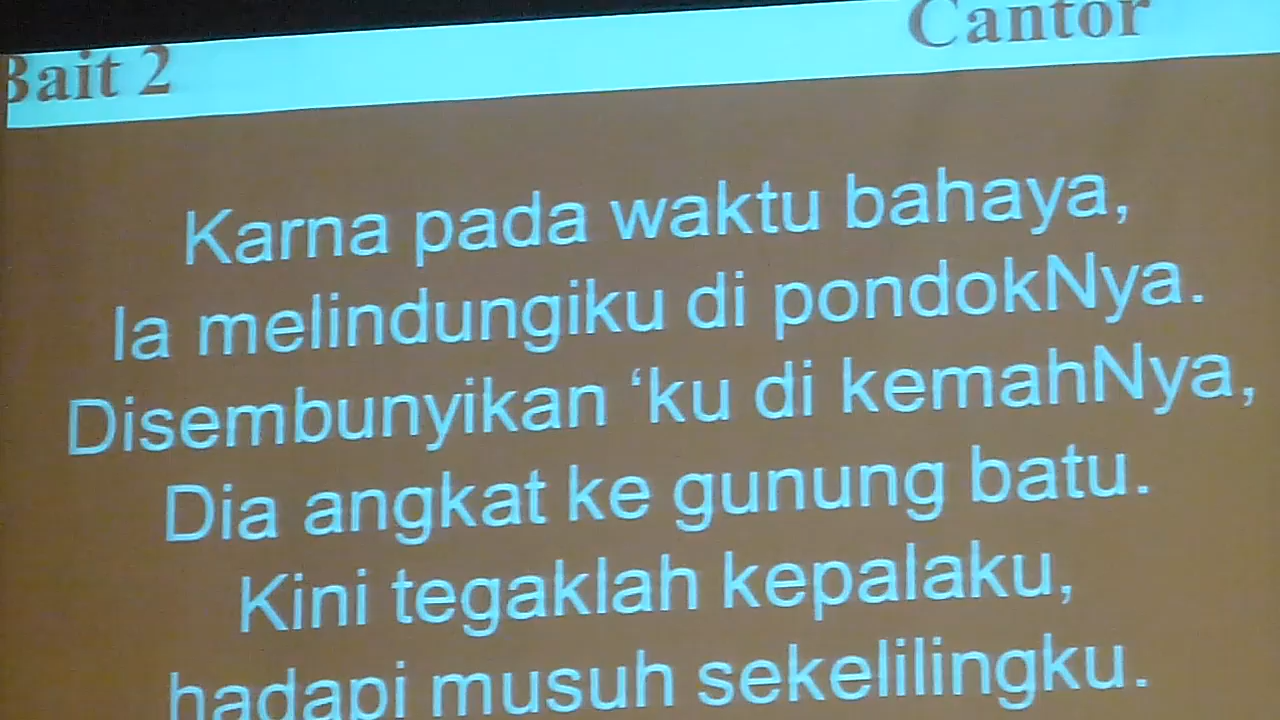 Bait 2 Cantor
Karna pada waktu bahaya,
Ia melindungiku di pondokNya.
Disembunyikan ‘ku di kemahNya,
Dia angkat ke gunung batu.
Kini tegaklah kepalaku,
hadapi musuh sekelilingku.